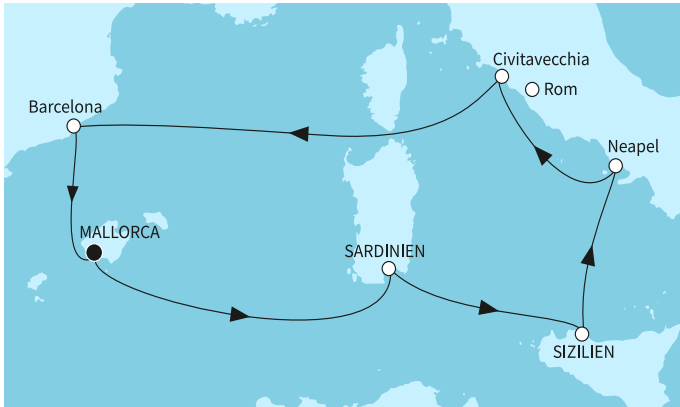 Civitavecchia
Rom
Barcelona
Neapel
MALLORCA
SARDINIEN
SIZILIEN